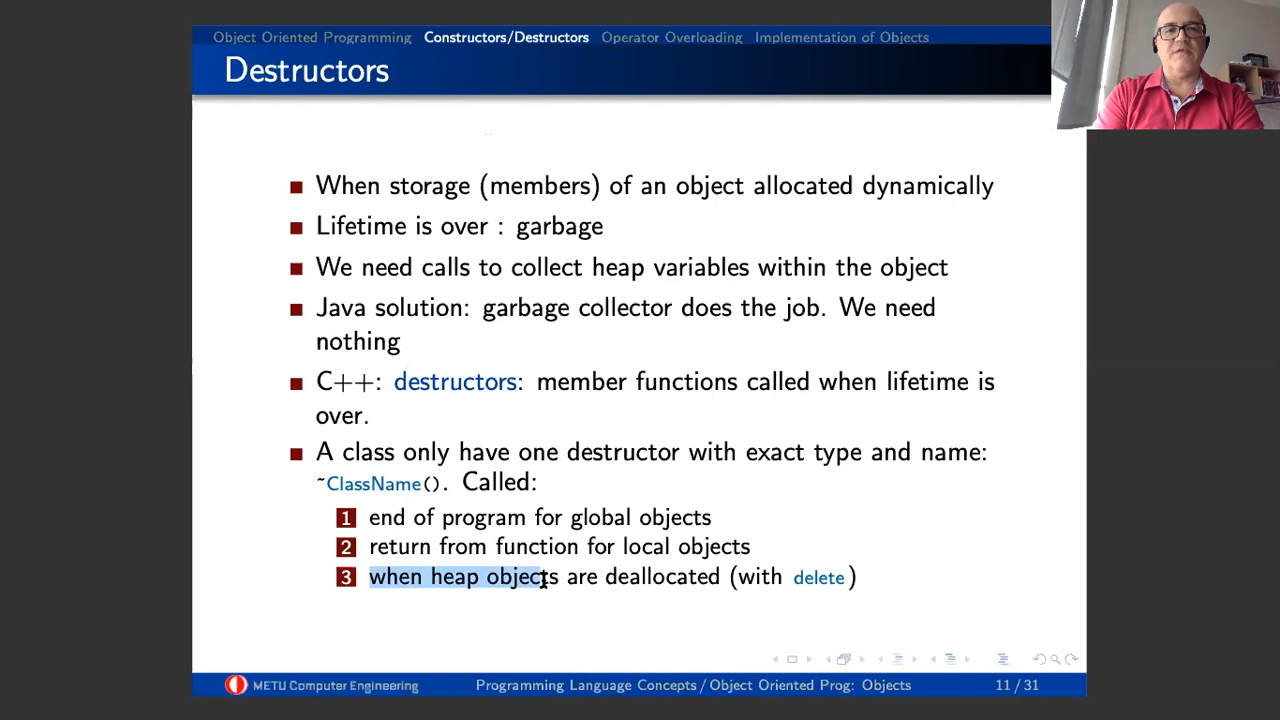 Object Oriented Programming Constructors/Destructors Operator Overloading Implementation of Objects
Destructors
When storage (members) of an object allocated dynamically
Lifetime is over : garbage
We need calls to collect heap variables within the object
Java solution: garbage collector does the job. We need
nothing
C++: destructors: member functions called when lifetime is
over.
A class only have one destructor with exact type and name:
~ClassName(). Called:
1 end of program for global objects
2 return from function for local objects
3 when heap objects are deallocated (with delete)
METU Computer Engineering Programming Language Concepts / Object Oriented Prog: Objects 11 / 31